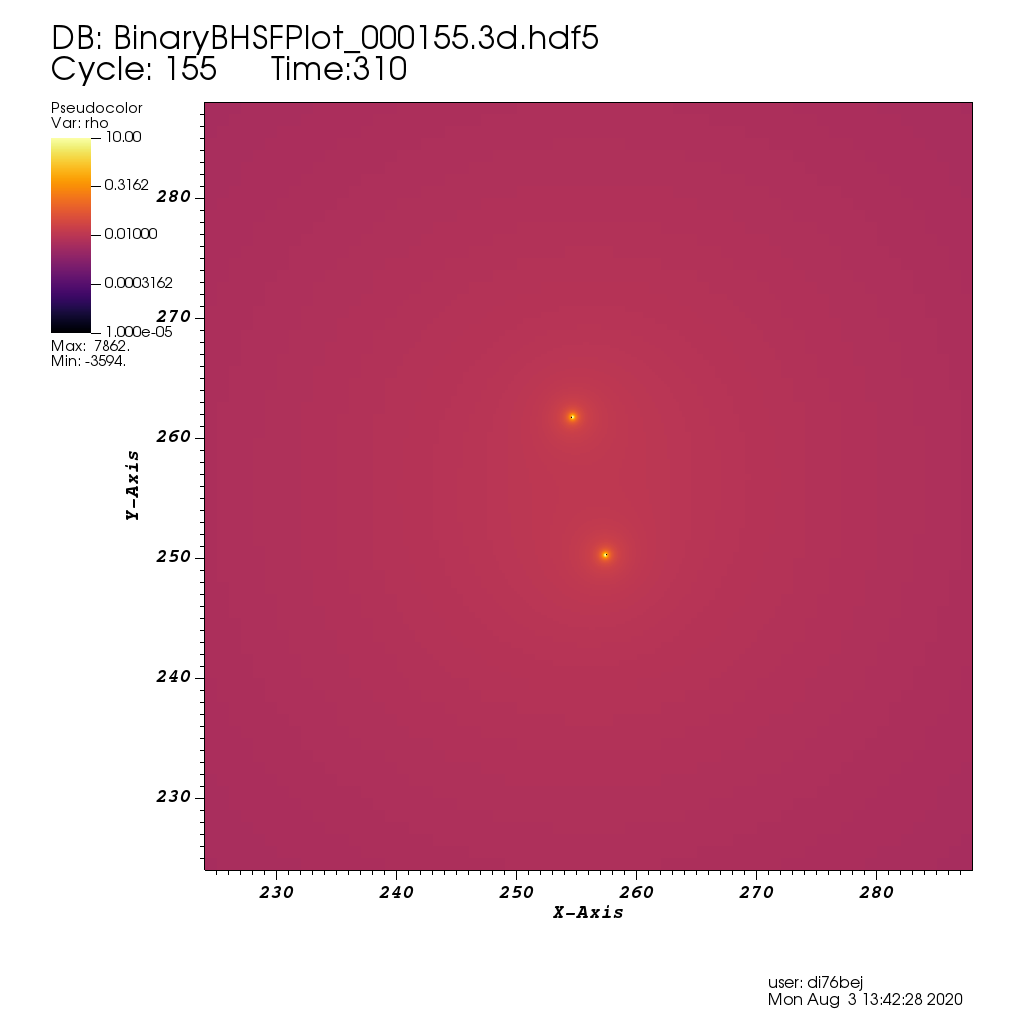 DB: BinaryBHSFPlot_000155.3d.hdf5
Cycle: 155 Time:310
Pseudocolor
Var: rho
10.00
0.3162
0.01000
0.0003162
1.000e-05
Max: 7862.
Min: -3594.
280
270
260
250
240
230
Y-Axis
230 240 250 260 270 280
X-Axis
user: di76bej
Mon Aug 3 13:42:28 2020